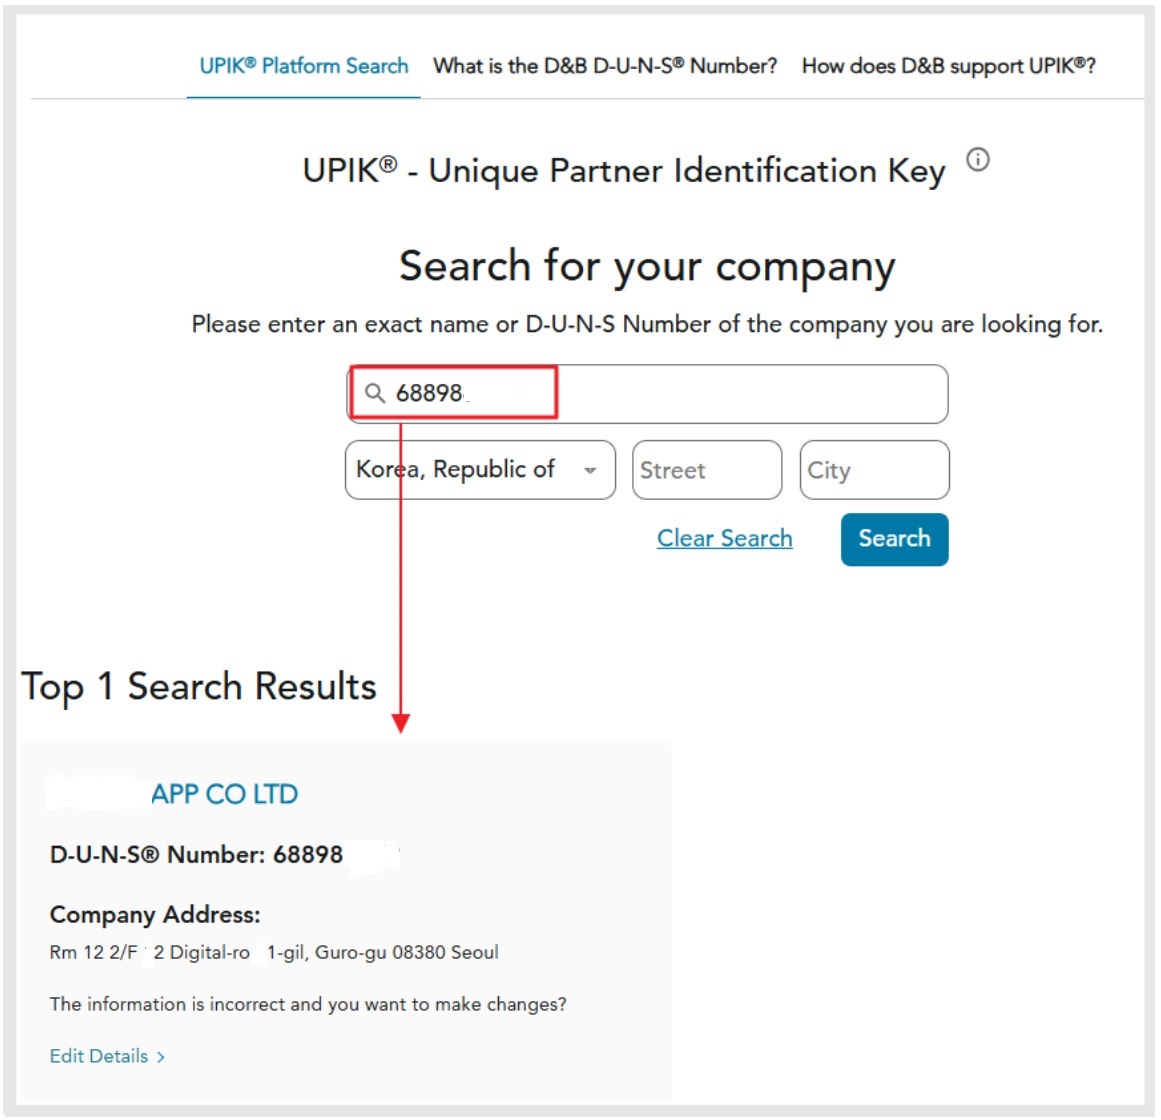 UPIK® Platform Search What is the D&B D-U-N-S® Number? How does D&B support UPIK®?
UPIK® - Unique Partner Identification Key
Search for your company
Please enter an exact name or D-U-N-S Number of the company you are looking for.
68898
Korea, Republic of Street City
Clear Search Search
Top 1 Search Results
APP CO LTD
D-U-N-S® Number: 68898
Company Address:
Rm 12 2/F 2 Digital-ro 1-gil, Guro-gu 08380 Seoul
The information is incorrect and you want to make changes?
Edit Details >